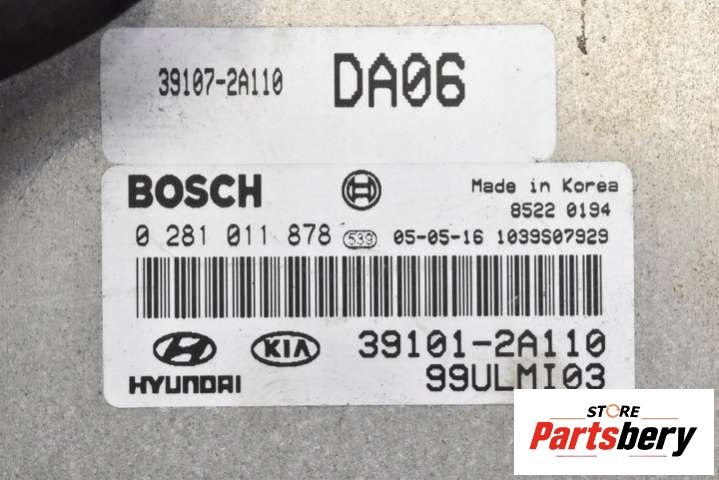 39107-2A110 DA06
BOSCH Made in Korea
8522 0194
0 281 011 878 539 05-05-16 1039S07929
KIA 39101-2A110
HYUNDAI 99ULMI03
STORE
Partsbery